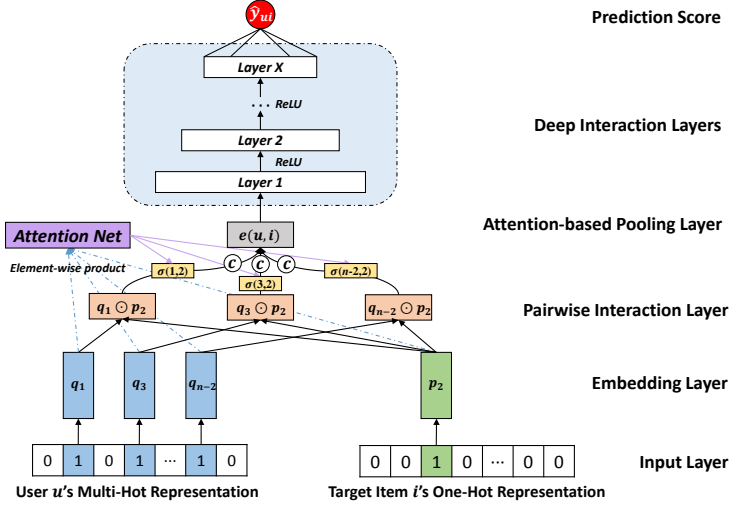 ŷui Prediction Score
Layer X
... ReLU
Layer 2 Deep Interaction Layers
ReLU
Layer 1
Attention Net e(u,i) Attention-based Pooling Layer
Element-wise product c c c
σ(1,2) σ(3,2) σ(n-2,2)
q1 ⊙ p2 q3 ⊙ p2 qn−2 ⊙ p2 Pairwise Interaction Layer
q1 q3 qn−2 p2 Embedding Layer
0 1 0 1 ... 1 0 0 0 1 0 ... 0 0 Input Layer
User u's Multi-Hot Representation Target Item i's One-Hot Representation